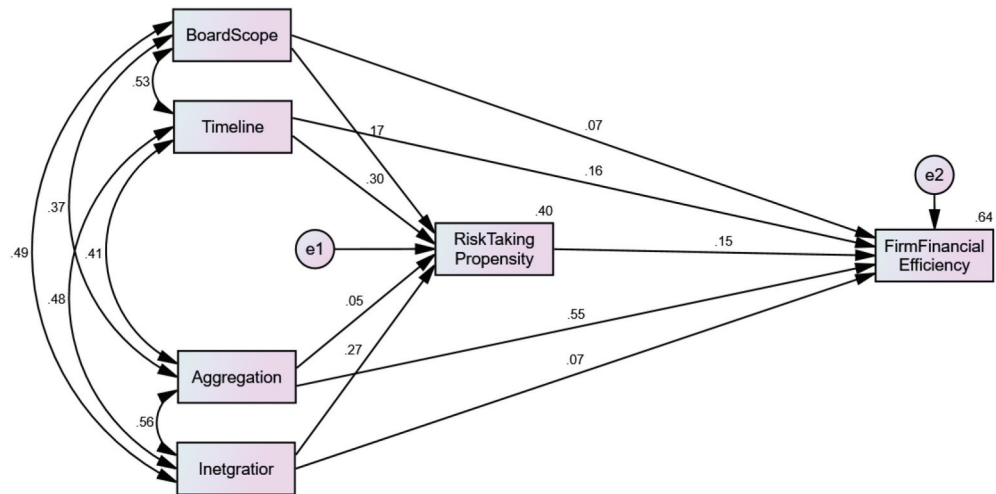 BoardScope
.53
Timeline
.17
.07
.30
.16
e2
.40
.64
.37
RiskTaking
Propensity
.15
FirmFinancial
Efficiency
.49
.41
e1
.48
.05
.55
.27
.07
Aggregation
.56
Inetgratior